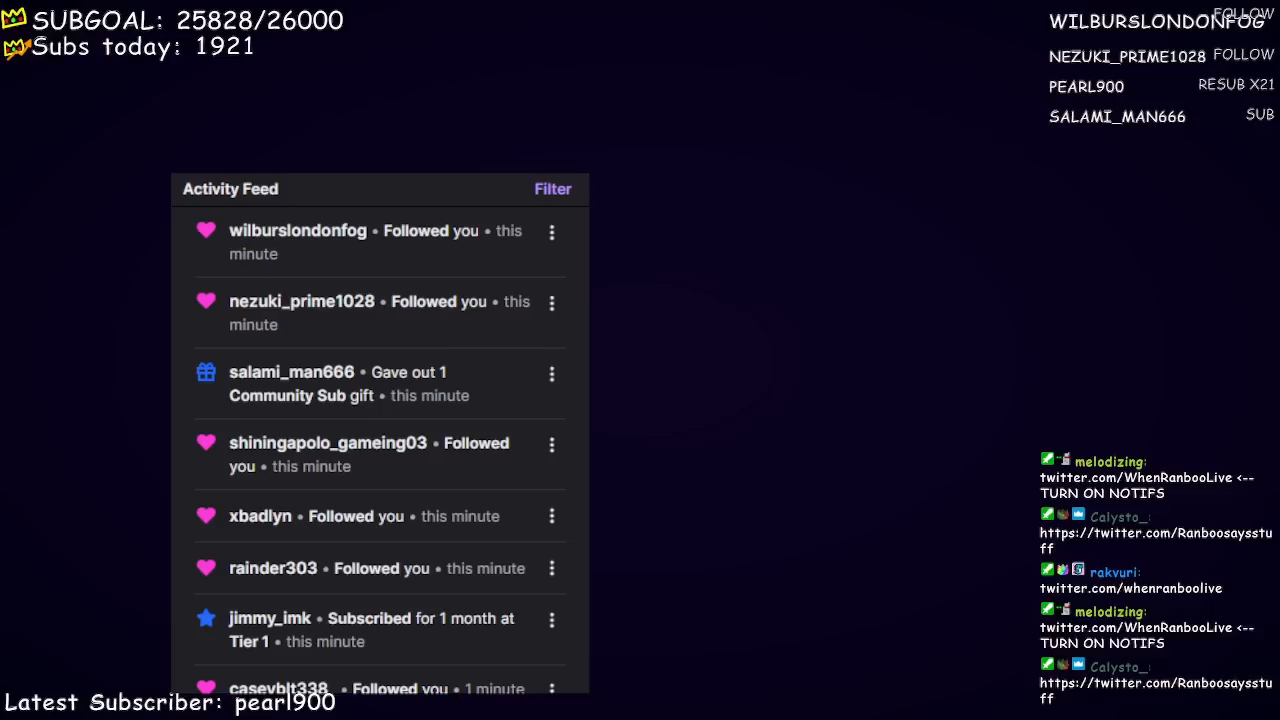 SUBGOAL: 25828/26000
Subs today: 1921
FOLLOW
WILBURSLONDONFOG
NEZUKI_PRIME1028 FOLLOW
PEARL900 RESUB X21
SALAMI_MAN666 SUB
Activity Feed Filter
wilburslondonfog • Followed you • this
minute
nezuki_prime1028 • Followed you • this
minute
salami_man666 • Gave out 1
Community Sub gift • this minute
shiningapolo_gameing03 • Followed
you • this minute
xbadlyn • Followed you • this minute
rainder303 • Followed you • this minute
jimmy_imk • Subscribed for 1 month at
Tier 1 • this minute
caseyblt338 • Followed you • 1 minute
Latest Subscriber: pearl900
melodizing:
twitter.com/WhenRanbooLive <--
TURN ON NOTIFS
Calysto_:
https://twitter.com/Ranboosaysstu
ff
rakvuri:
twitter.com/whenranboolive
melodizing:
twitter.com/WhenRanbooLive <--
TURN ON NOTIFS
Calysto_:
https://twitter.com/Ranboosaysstu
ff